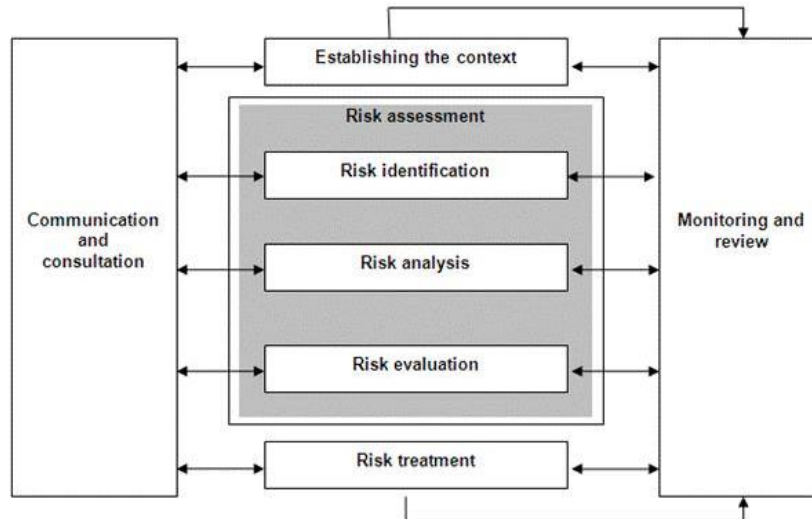 Establishing the context
Risk assessment
Risk identification
Communication
and
consultation
Monitoring and
review
Risk analysis
Risk evaluation
Risk treatment